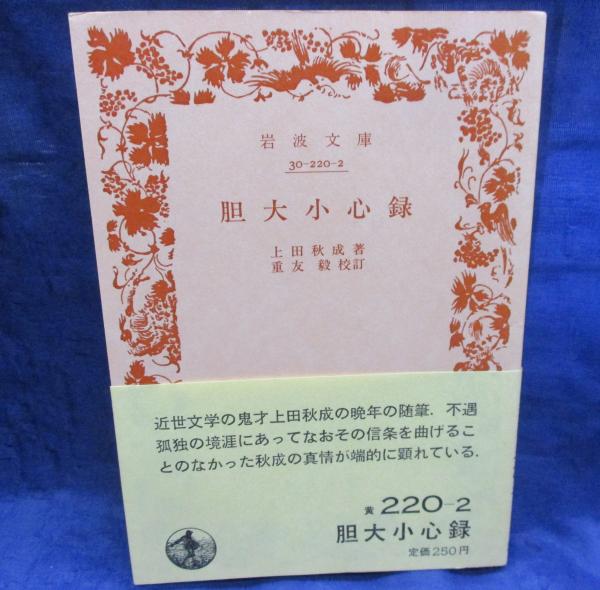 岩波文庫
30-220-2
胆大小心録
上田秋成著
重友毅校訂
近世文学の鬼才上田秋成の晩年の随筆．不遇
孤独の境涯にあってなおその信条を曲げるこ
とのなかった秋成の真情が端的に顕れている．
黄 220-2
胆大小心録
定価250円